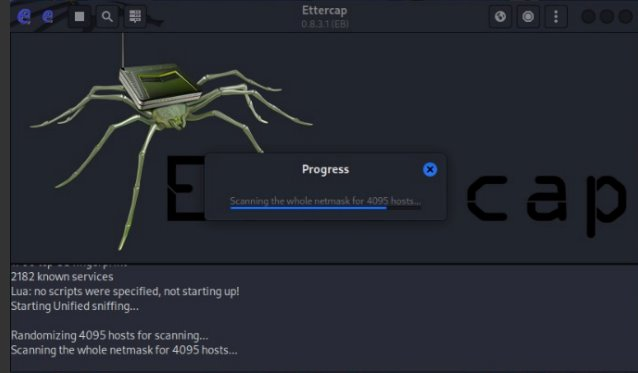 Ettercap
0.8.3.1 (EB)
E cap
Progress
Scanning the whole netmask for 4095 hosts...
2182 known services
Lua: no scripts were specified, not starting up!
Starting Unified sniffing...
Randomizing 4095 hosts for scanning...
Scanning the whole netmask for 4095 hosts...